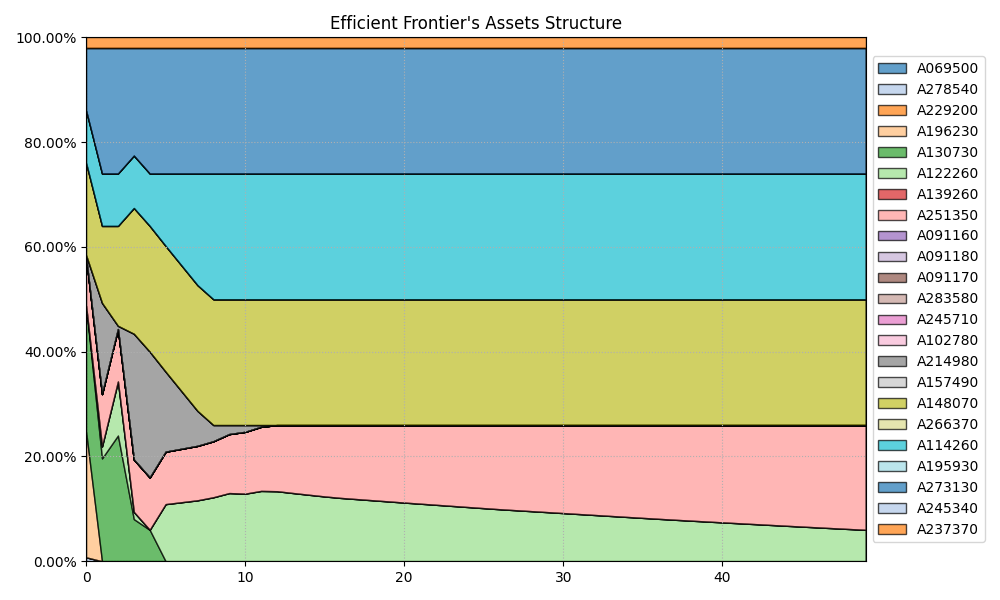 Efficient Frontier's Assets Structure
100.00%
80.00%
60.00%
40.00%
20.00%
0.00%
0
10
20
30
40
A069500
A278540
A229200
A196230
A130730
A122260
A139260
A251350
A091160
A091180
A091170
A283580
A245710
A102780
A214980
A157490
A148070
A266370
A114260
A195930
A273130
A245340
A237370